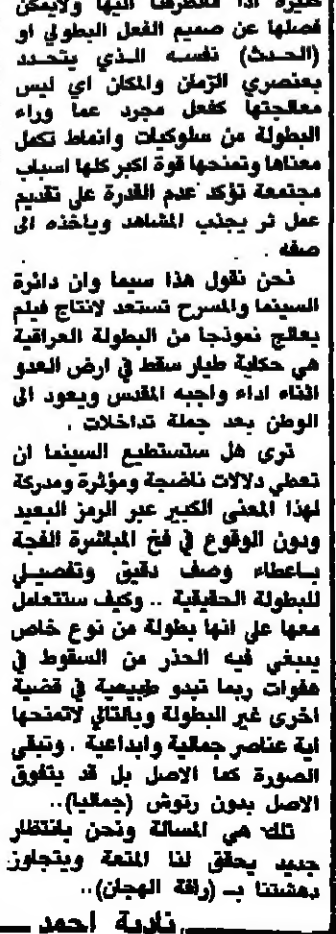 كثيرة اذا مفطرها اليها ولايمكن
فصلها عن صميم الفعل البطولي او
(الحدث) نفسه الذي يتحدد
بعنصري الزمان والمكان اي ليس
معالجتها كفعل مجرد عما وراء
البطولة من سلوكيات وانماط تكمل
معناها وتمنحها قوة اكبر كلها اسباب
مجتمعة تؤكد عدم القدرة على تقديم
عمل ثر يجذب المشاهد وياخذه الى
صفه .
نحن نقول هذا سيما وان دائرة
السينما والمسرح تستعد لانتاج فيلم
يعالج نموذجا من البطولة العراقية
هي حكاية طيار سقط في ارض العدو
اثناء اداء واجبه المقدس ويعود الى
الوطن بعد جملة تداخلات .
ترى هل ستستطيع السينما ان
تعطي دلالات ناضجة ومؤثرة ومدركة
لهذا المعنى الكبير عبر الرمز البعيد
ودون الوقوع في فخ المباشرة الفجة
باعطاء وصف دقيق وتفصيلي
للبطولة الحقيقية .. وكيف ستتعامل
معها على انها بطولة من نوع خاص
ينبغي فيه الحذر من السقوط في
هفوات ربما تبدو طبيعية في قضية
اخرى غير البطولة وبالتالي لاتمنحها
اية عناصر جمالية وابداعية . وتبقى
الصورة كما الاصل بل قد يتفوق
الاصل بدون رتوش (جماليا)..
تلك هي المسالة ونحن بانتظار
جديد يحقق لنا المتعة ويتجاوز
دهشتنا بـ (رافة الهجان)..
نادية احمد